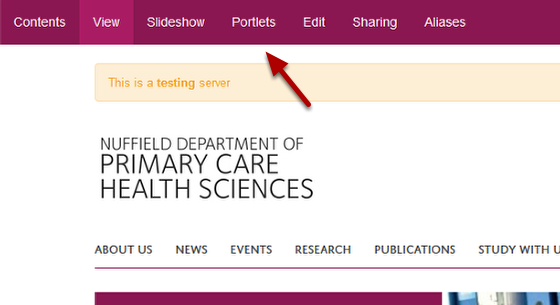 Contents View Slideshow Portlets Edit Sharing Aliases
This is a testing server
NUFFIELD DEPARTMENT OF
PRIMARY CARE
HEALTH SCIENCES
ABOUT US NEWS EVENTS RESEARCH PUBLICATIONS STUDY WITH